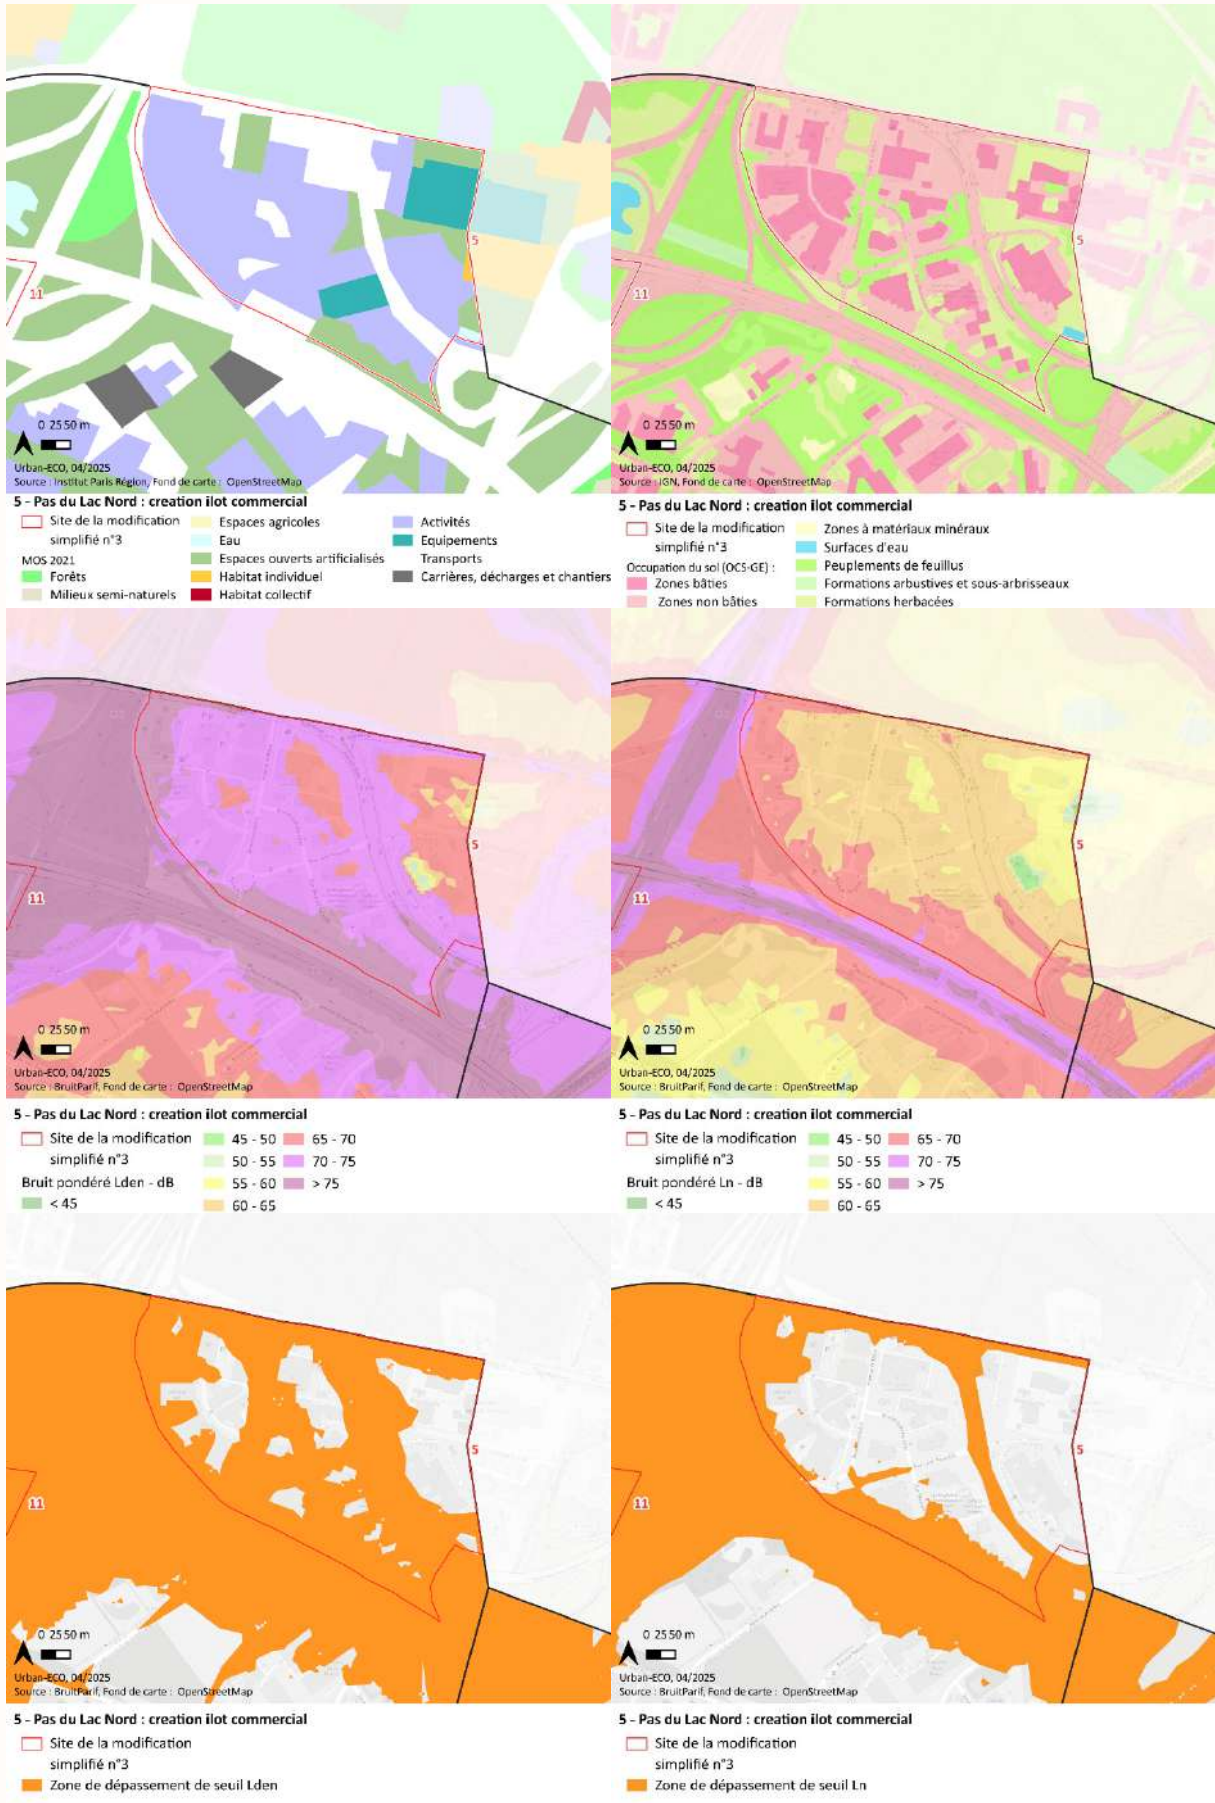 5
11
0 25 50 m
Urban-ECO, 04/2025
Source : Institut Paris Région, Fond de carte : OpenStreetMap
5 - Pas du Lac Nord : creation ilot commercial
Site de la modification
simplifié n°3
MOS 2021
Forêts
Milieux semi-naturels
Espaces agricoles
Eau
Espaces ouverts artificialisés
Habitat individuel
Habitat collectif
Activités
Equipements
Transports
Carrières, décharges et chantiers
5
11
0 25 50 m
Urban-ECO, 04/2025
Source : IGN, Fond de carte : OpenStreetMap
5 - Pas du Lac Nord : creation ilot commercial
Site de la modification
simplifié n°3
Occupation du sol (OCS-GE) :
Zones bâties
Zones non bâties
Zones à matériaux minéraux
Surfaces d'eau
Peuplements de feuillus
Formations arbustives et sous-arbrisseaux
Formations herbacées
5
11
0 25 50 m
Urban-ECO, 04/2025
Source : BruitParif, Fond de carte : OpenStreetMap
5 - Pas du Lac Nord : creation ilot commercial
Site de la modification
simplifié n°3
Bruit pondéré Lden - dB
< 45
45 - 50
50 - 55
55 - 60
60 - 65
65 - 70
70 - 75
> 75
5
11
0 25 50 m
Urban-ECO, 04/2025
Source : BruitParif, Fond de carte : OpenStreetMap
5 - Pas du Lac Nord : creation ilot commercial
Site de la modification
simplifié n°3
Bruit pondéré Ln - dB
< 45
45 - 50
50 - 55
55 - 60
60 - 65
65 - 70
70 - 75
> 75
5
11
0 25 50 m
Urban-ECO, 04/2025
Source : BruitParif, Fond de carte : OpenStreetMap
5 - Pas du Lac Nord : creation ilot commercial
Site de la modification
simplifié n°3
Zone de dépassement de seuil Lden
5
11
0 25 50 m
Urban-ECO, 04/2025
Source : BruitParif, Fond de carte : OpenStreetMap
5 - Pas du Lac Nord : creation ilot commercial
Site de la modification
simplifié n°3
Zone de dépassement de seuil Ln